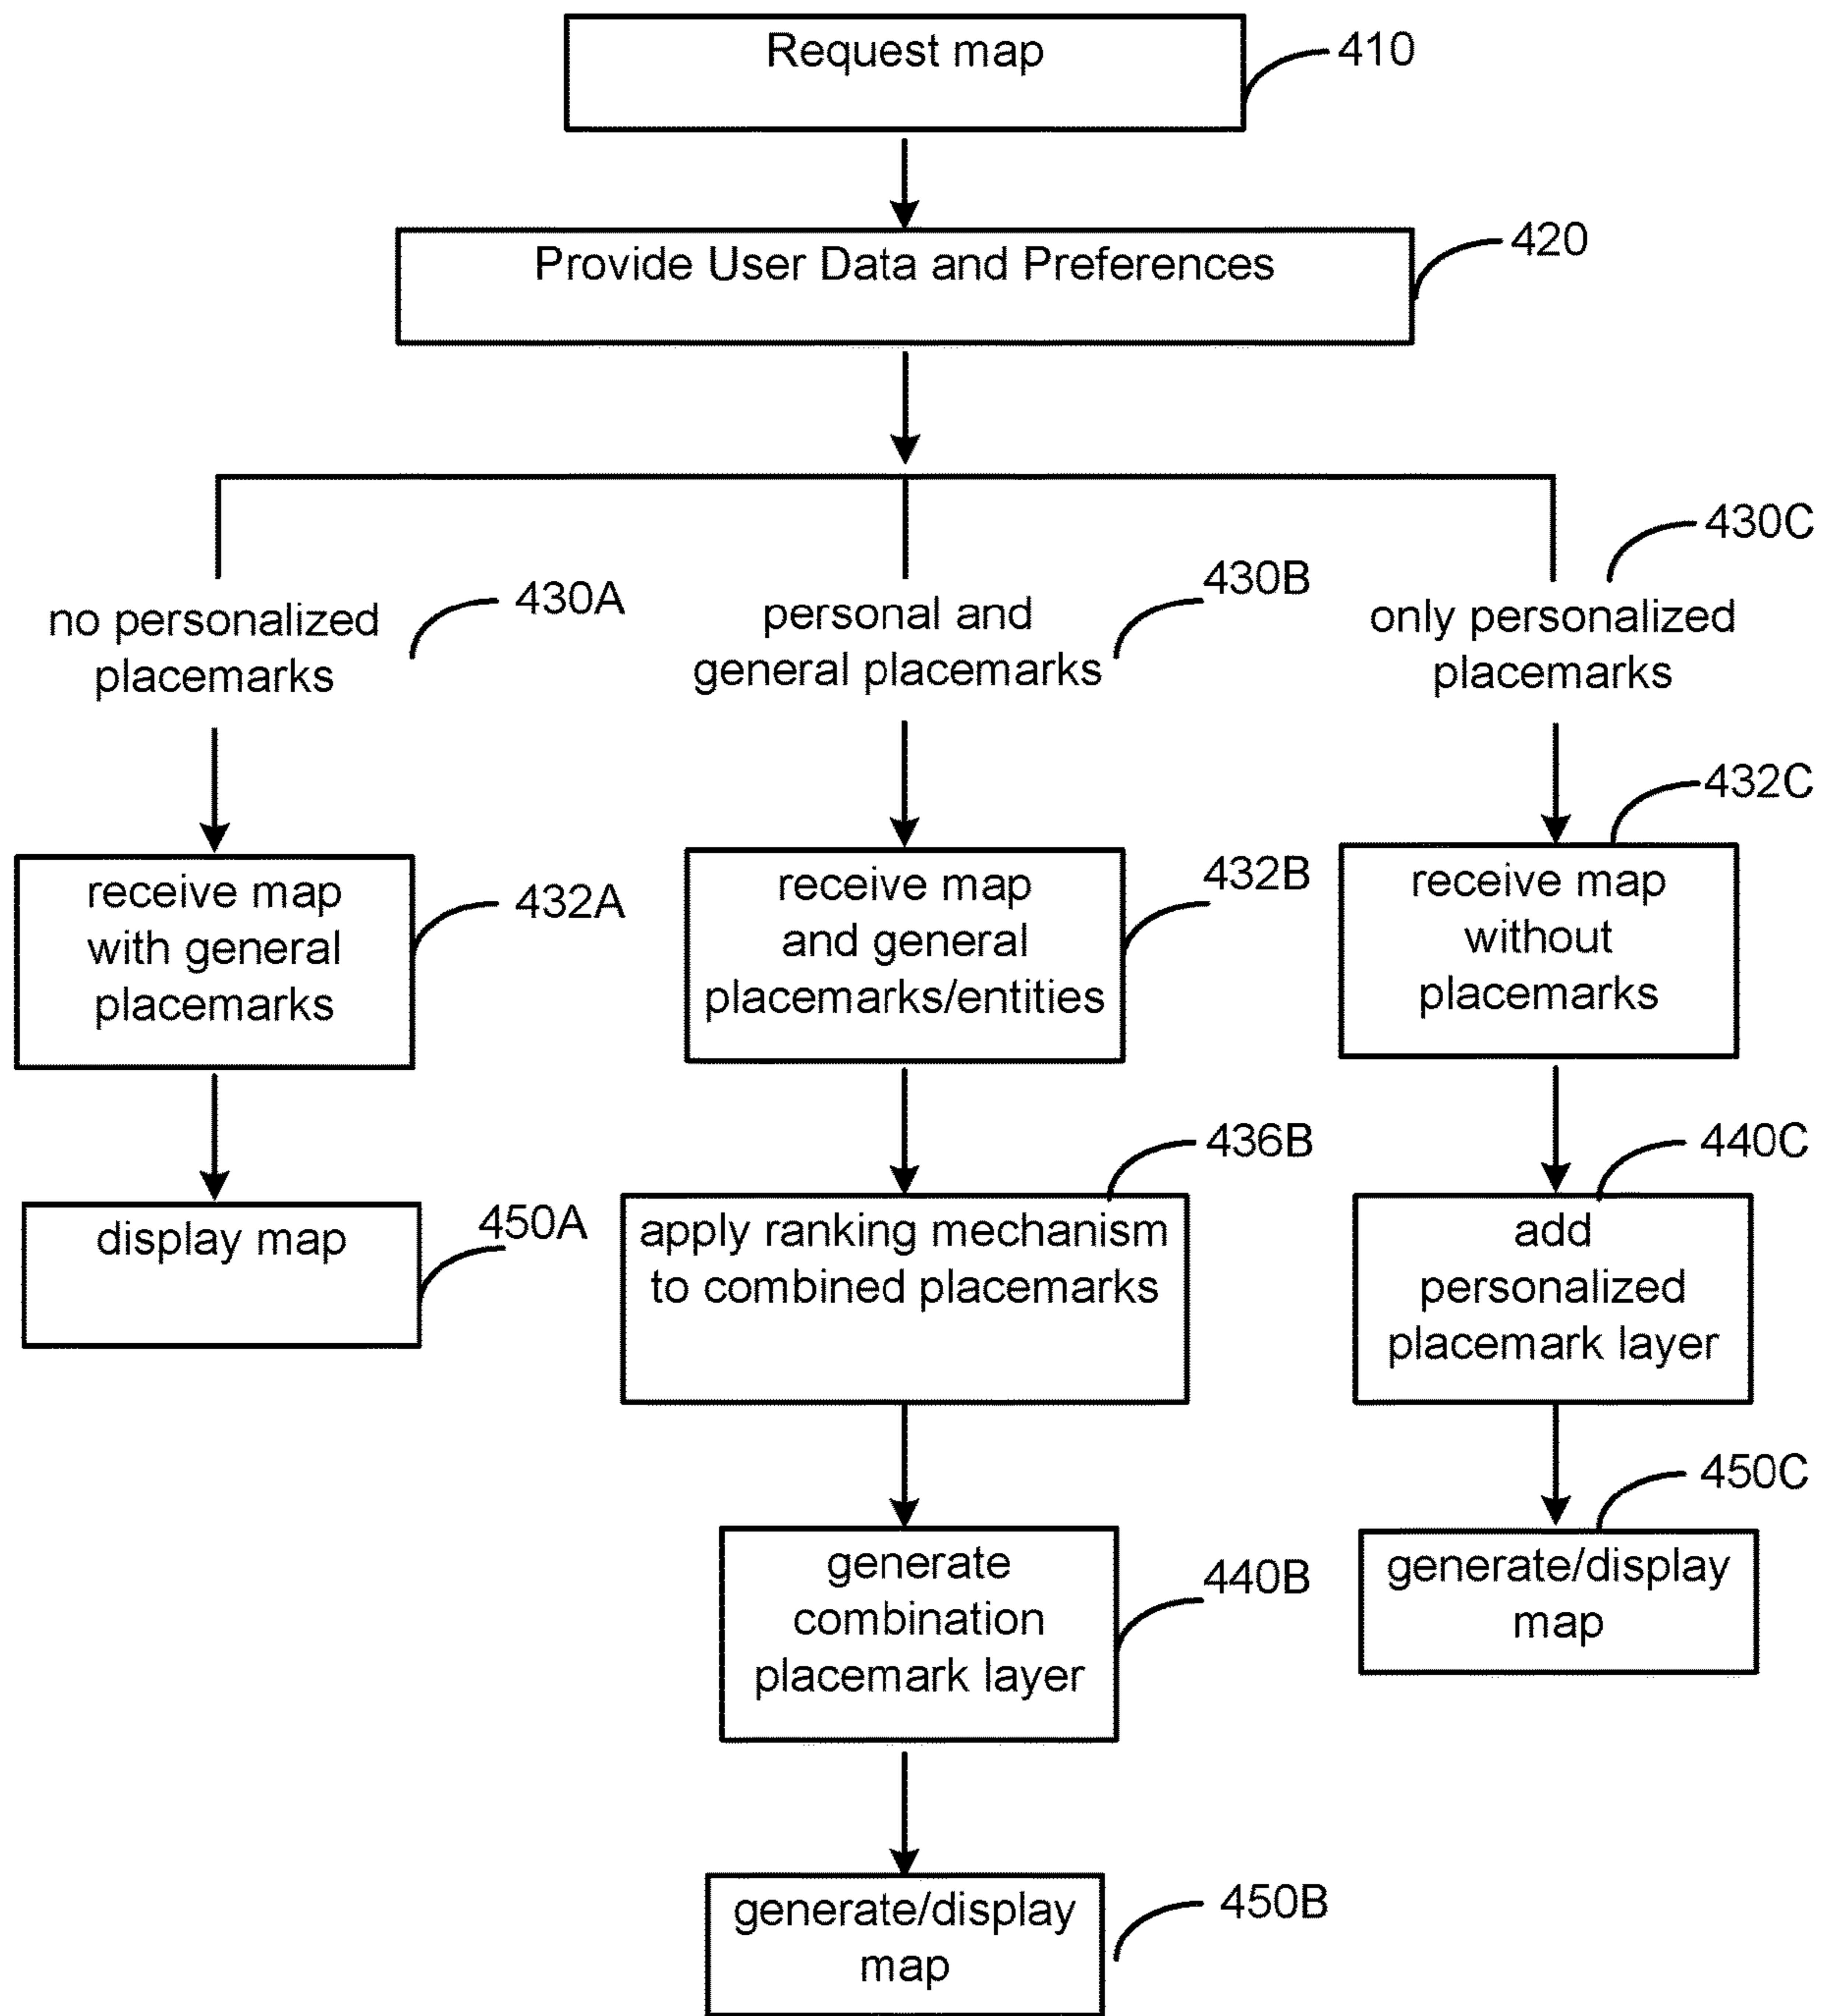 Request map
410
Provide User Data and Preferences
420
no personalized
placemarks
430A
personal and
general placemarks
430B
only personalized
placemarks
430C
receive map
with general
placemarks
432A
receive map
and general
placemarks/entities
432B
receive map
without
placemarks
432C
display map
450A
apply ranking mechanism
to combined placemarks
436B
add
personalized
placemark layer
440C
generate
combination
placemark layer
440B
generate/display
map
450C
generate/display
map
450B